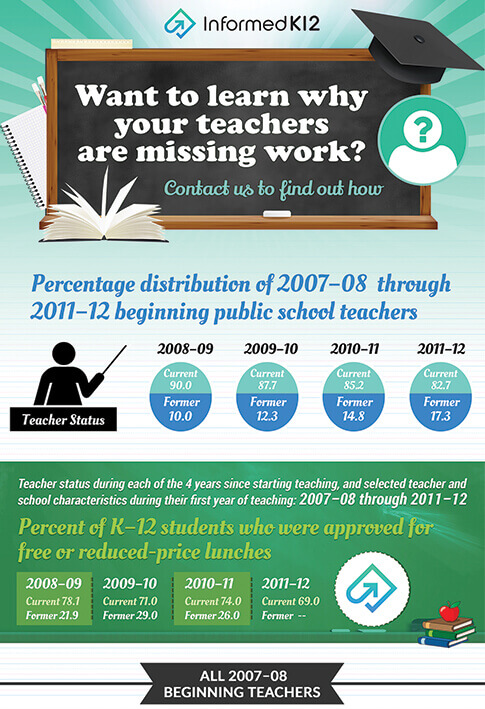 InformedK12
Want to learn why
your teachers
are missing work?
Contact us to find out how
?
Percentage distribution of 2007–08 through
2011–12 beginning public school teachers
Teacher Status
2008–09 2009–10 2010–11 2011–12
Current Current Current Current
90.0 87.7 85.2 82.7
Former Former Former Former
10.0 12.3 14.8 17.3
Teacher status during each of the 4 years since starting teaching, and selected teacher and
school characteristics during their first year of teaching: 2007–08 through 2011–12
Percent of K–12 students who were approved for
free or reduced-price lunches
2008–09 2009–10 2010–11 2011–12
Current 78.1 Current 71.0 Current 74.0 Current 69.0
Former 21.9 Former 29.0 Former 26.0 Former --
ALL 2007–08
BEGINNING TEACHERS